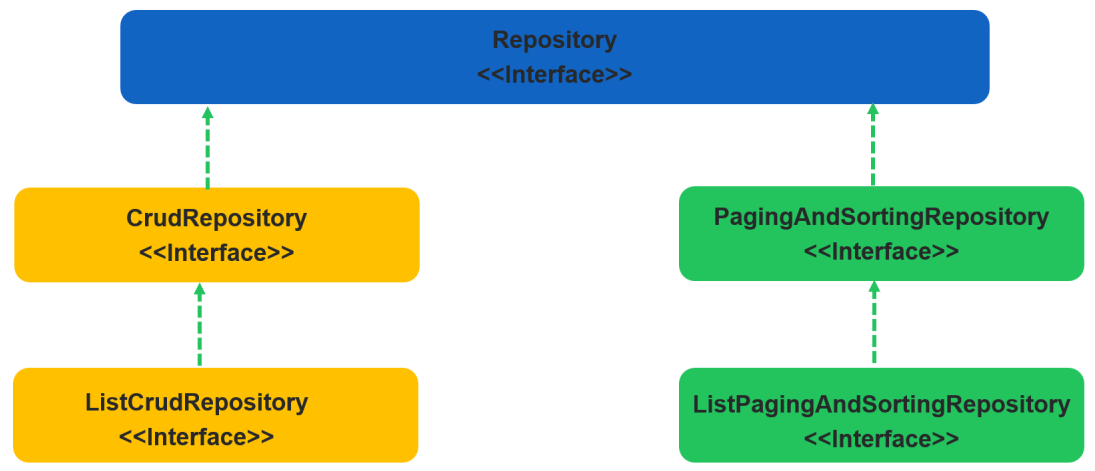 Repository
<<Interface>>
CrudRepository
<<Interface>>
PagingAndSortingRepository
<<Interface>>
ListCrudRepository
<<Interface>>
ListPagingAndSortingRepository
<<Interface>>